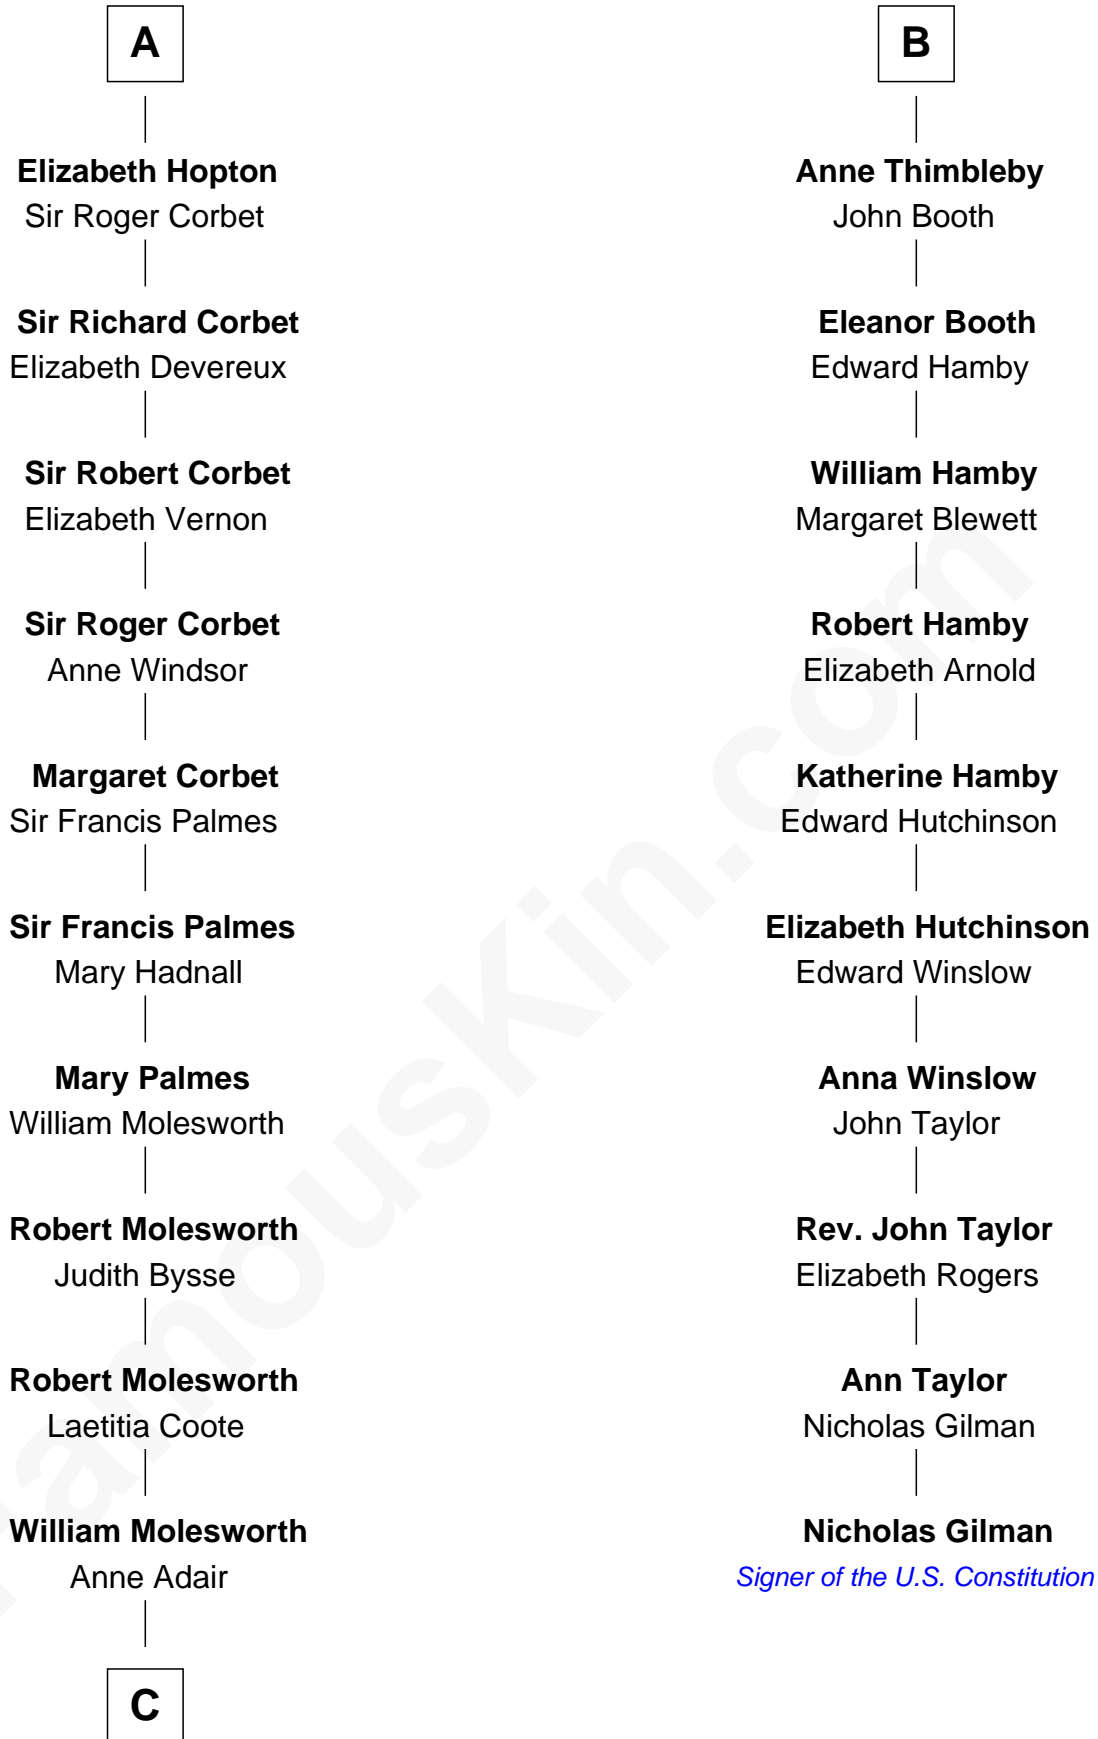 A
Elizabeth Hopton
Sir Roger Corbet
Sir Richard Corbet
Elizabeth Devereux
Sir Robert Corbet
Elizabeth Vernon
Sir Roger Corbet
Anne Windsor
Margaret Corbet
Sir Francis Palmes
Sir Francis Palmes
Mary Hadnall
Mary Palmes
William Molesworth
Robert Molesworth
Judith Bysse
Robert Molesworth
Laetitia Coote
William Molesworth
Anne Adair
C
B
Anne Thimbleby
John Booth
Eleanor Booth
Edward Hamby
William Hamby
Margaret Blewett
Robert Hamby
Elizabeth Arnold
Katherine Hamby
Edward Hutchinson
Elizabeth Hutchinson
Edward Winslow
Anna Winslow
John Taylor
Rev. John Taylor
Elizabeth Rogers
Ann Taylor
Nicholas Gilman
Nicholas Gilman
Signer of the U.S. Constitution
FamousKin.com